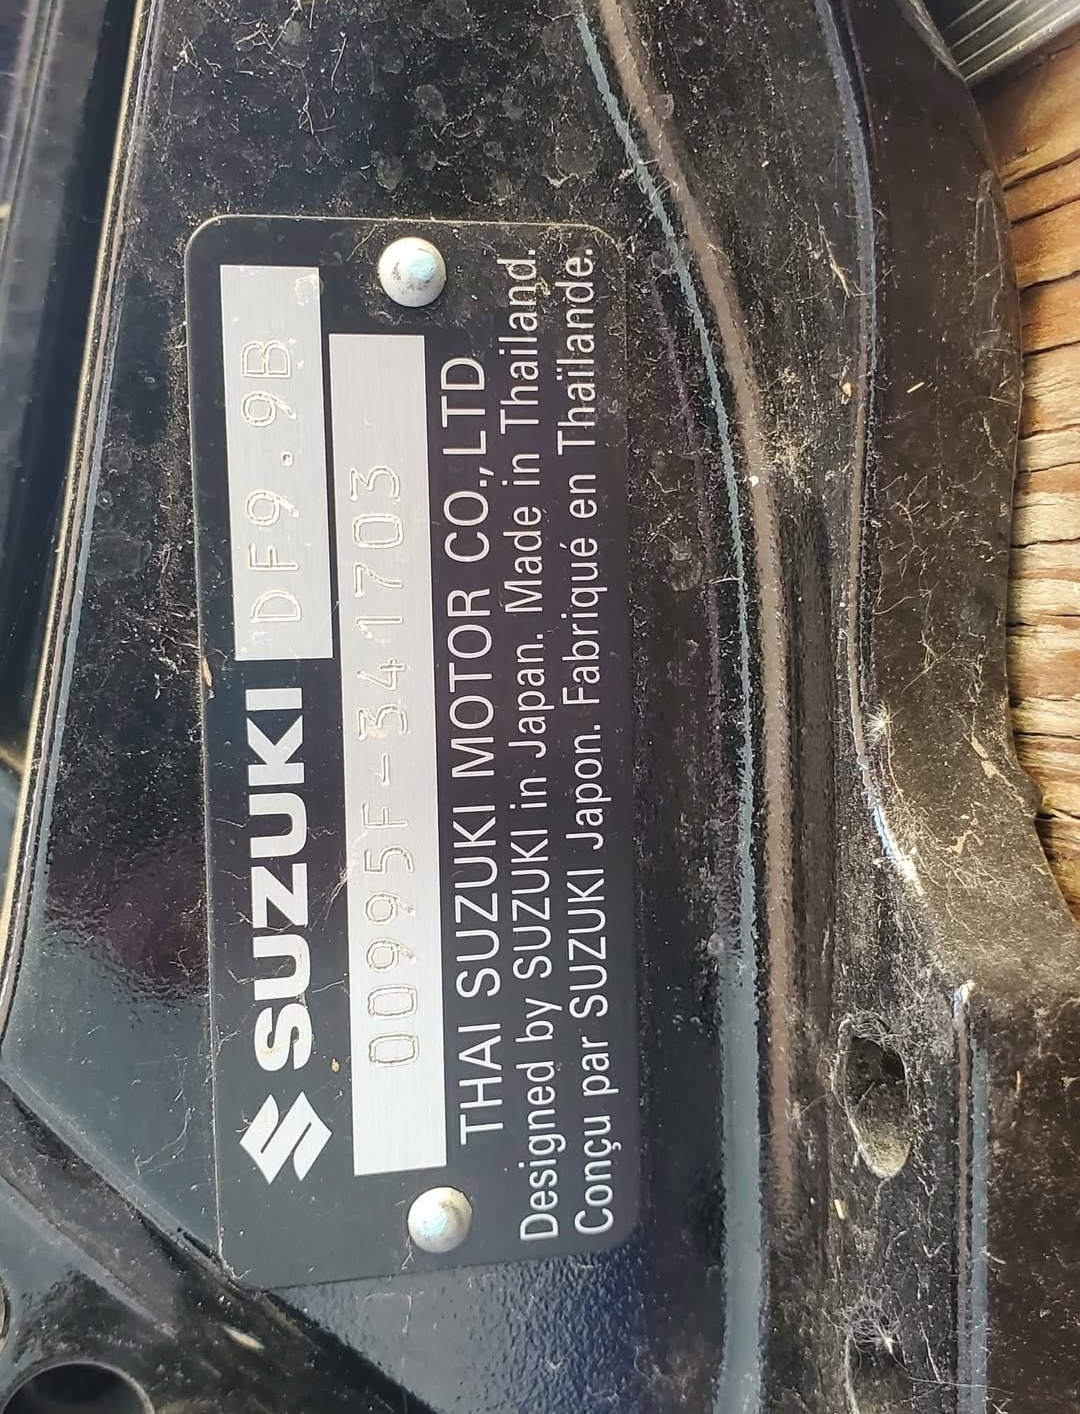 SUZUKI DF9.9B
00995F-341703
THAI SUZUKI MOTOR CO.,LTD
Designed by SUZUKI in Japan. Made in Thailand.
Conçu par SUZUKI Japon. Fabriqué en Thaïlande.